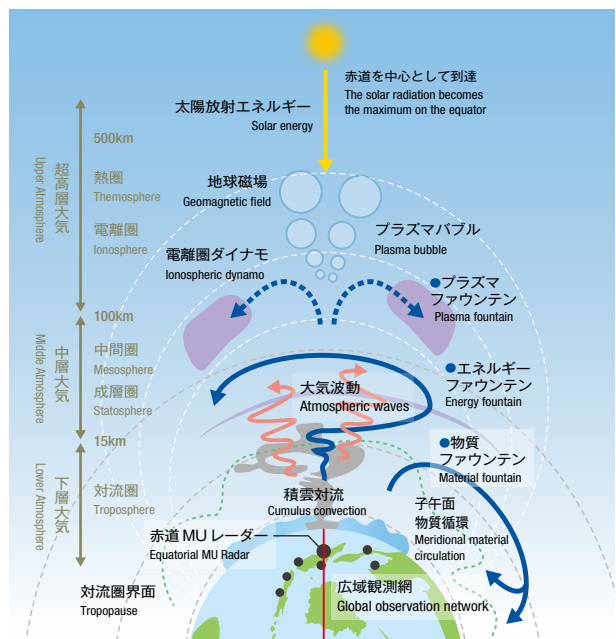 赤道を中心として到達
The solar radiation becomes
the maximum on the equator
太陽放射エネルギー
Solar energy
500km
超高層大気
Upper Atmosphere
熱圏
Themosphere
地球磁場
Geomagnetic field
プラズマバブル
Plasma bubble
電離圏
Ionosphere
電離圏ダイナモ
Ionospheric dynamo
●プラズマ
ファウンテン
Plasma fountain
100km
中層大気
Middle Atmosphere
中間圏
Mesosphere
●エネルギー
ファウンテン
Energy fountain
大気波動
Atmospheric waves
成層圏
Statosphere
15km
●物質
ファウンテン
Material fountain
下層大気
Lower Atmosphere
対流圏
Troposphere
積雲対流
Cumulus convection
子午面
物質循環
Meridional material
circulation
赤道 MU レーダー
Equatorial MU Radar
対流圏界面
Tropopause
広域観測網
Global observation network